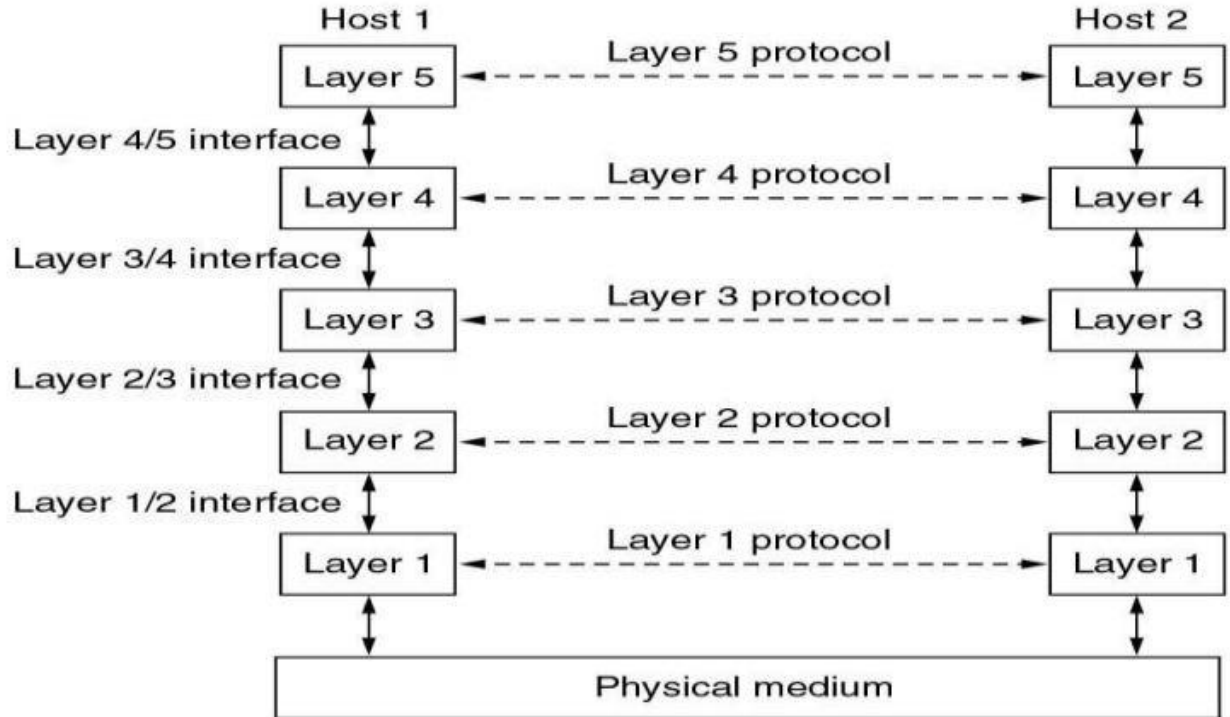 Host 1
Host 2
Layer 5
Layer 5 protocol
Layer 5
Layer 4/5 interface
Layer 4
Layer 4 protocol
Layer 4
Layer 3/4 interface
Layer 3
Layer 3 protocol
Layer 3
Layer 2/3 interface
Layer 2
Layer 2 protocol
Layer 2
Layer 1/2 interface
Layer 1
Layer 1 protocol
Layer 1
Physical medium